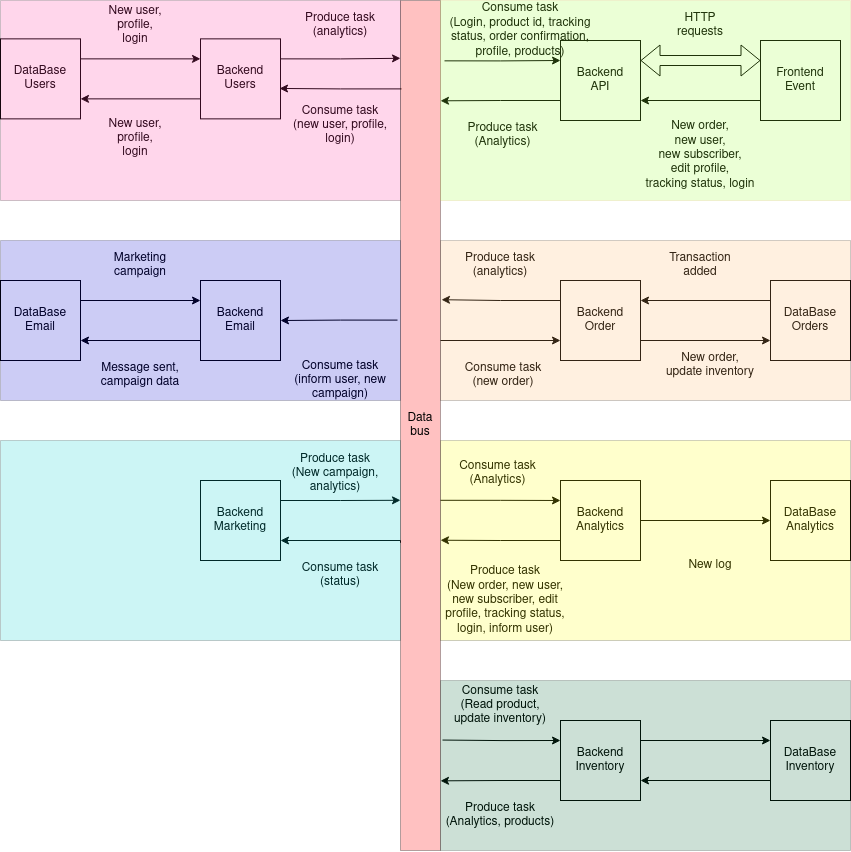 New user,
profile,
login
Produce task
(analytics)
DataBase
Users
Backend
Users
New user,
profile,
login
Consume task
(new user, profile,
login)
Consume task
(Login, product id, tracking
status, order confirmation,
profile, products)
HTTP
requests
Backend
API
Frontend
Event
Produce task
(Analytics)
New order,
new user,
new subscriber,
edit profile,
tracking status, login
Marketing
campaign
DataBase
Email
Backend
Email
Message sent,
campaign data
Consume task
(inform user, new
campaign)
Produce task
(analytics)
Transaction
added
Backend
Order
DataBase
Orders
Consume task
(new order)
New order,
update inventory
Data
bus
Produce task
(New campaign,
analytics)
Backend
Marketing
Consume task
(status)
Consume task
(Analytics)
Backend
Analytics
DataBase
Analytics
Produce task
(New order, new user,
new subscriber, edit
profile, tracking status,
login, inform user)
New log
Consume task
(Read product,
update inventory)
Backend
Inventory
DataBase
Inventory
Produce task
(Analytics, products)